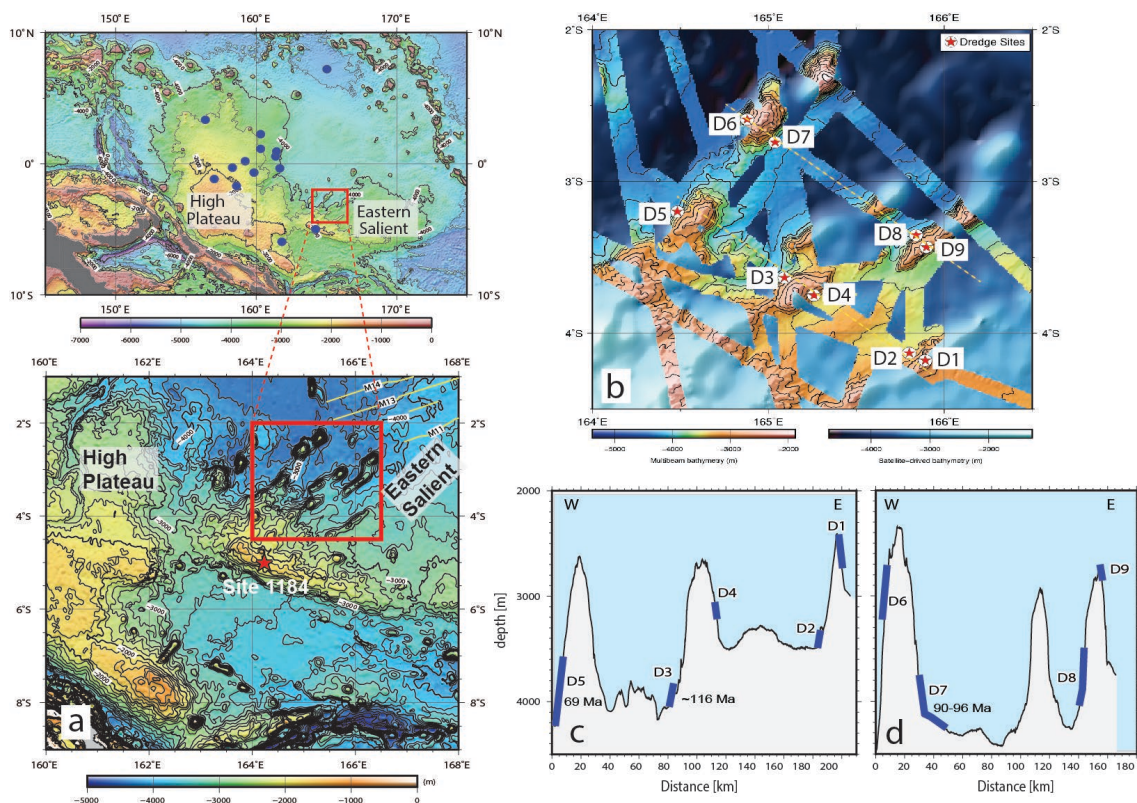 150°E 160°E 170°E
10°N 10°N
0° 0°
10°S 10°S
High
Plateau
Eastern
Salient
150°E 160°E 170°E
−7000 −6000 −5000 −4000 −3000 −2000 −1000 0
160°E 162°E 164°E 166°E 168°E
M14
M13
M11
2°S 2°S
4°S 4°S
6°S 6°S
8°S 8°S
High
Plateau
Eastern
Salient
Site 1184
a
160°E 162°E 164°E 166°E 168°E
(m)
−5000 −4000 −3000 −2000 −1000 0
164°E 165°E 166°E
2°S 2°S
3°S 3°S
4°S 4°S
Dredge Sites
D6
D7
D5
D8
D9
D3
D4
D2 D1
b
164°E 165°E 166°E
−5000 −4000 −3000 −2000
Multibeam bathymetry (m)
−5000 −4000 −3000 −2000
Satellite−drived bathymetry (m)
2000
3000
4000
depth [m]
W E
D1
D4
D2
D5
69 Ma
D3
~116 Ma
c
0 20 40 60 80 100 120 140 160 180 200
Distance [km]
W E
D9
D6
D7
90-96 Ma
D8
d
0 20 40 60 80 100 120 140 160 180
Distance [km]